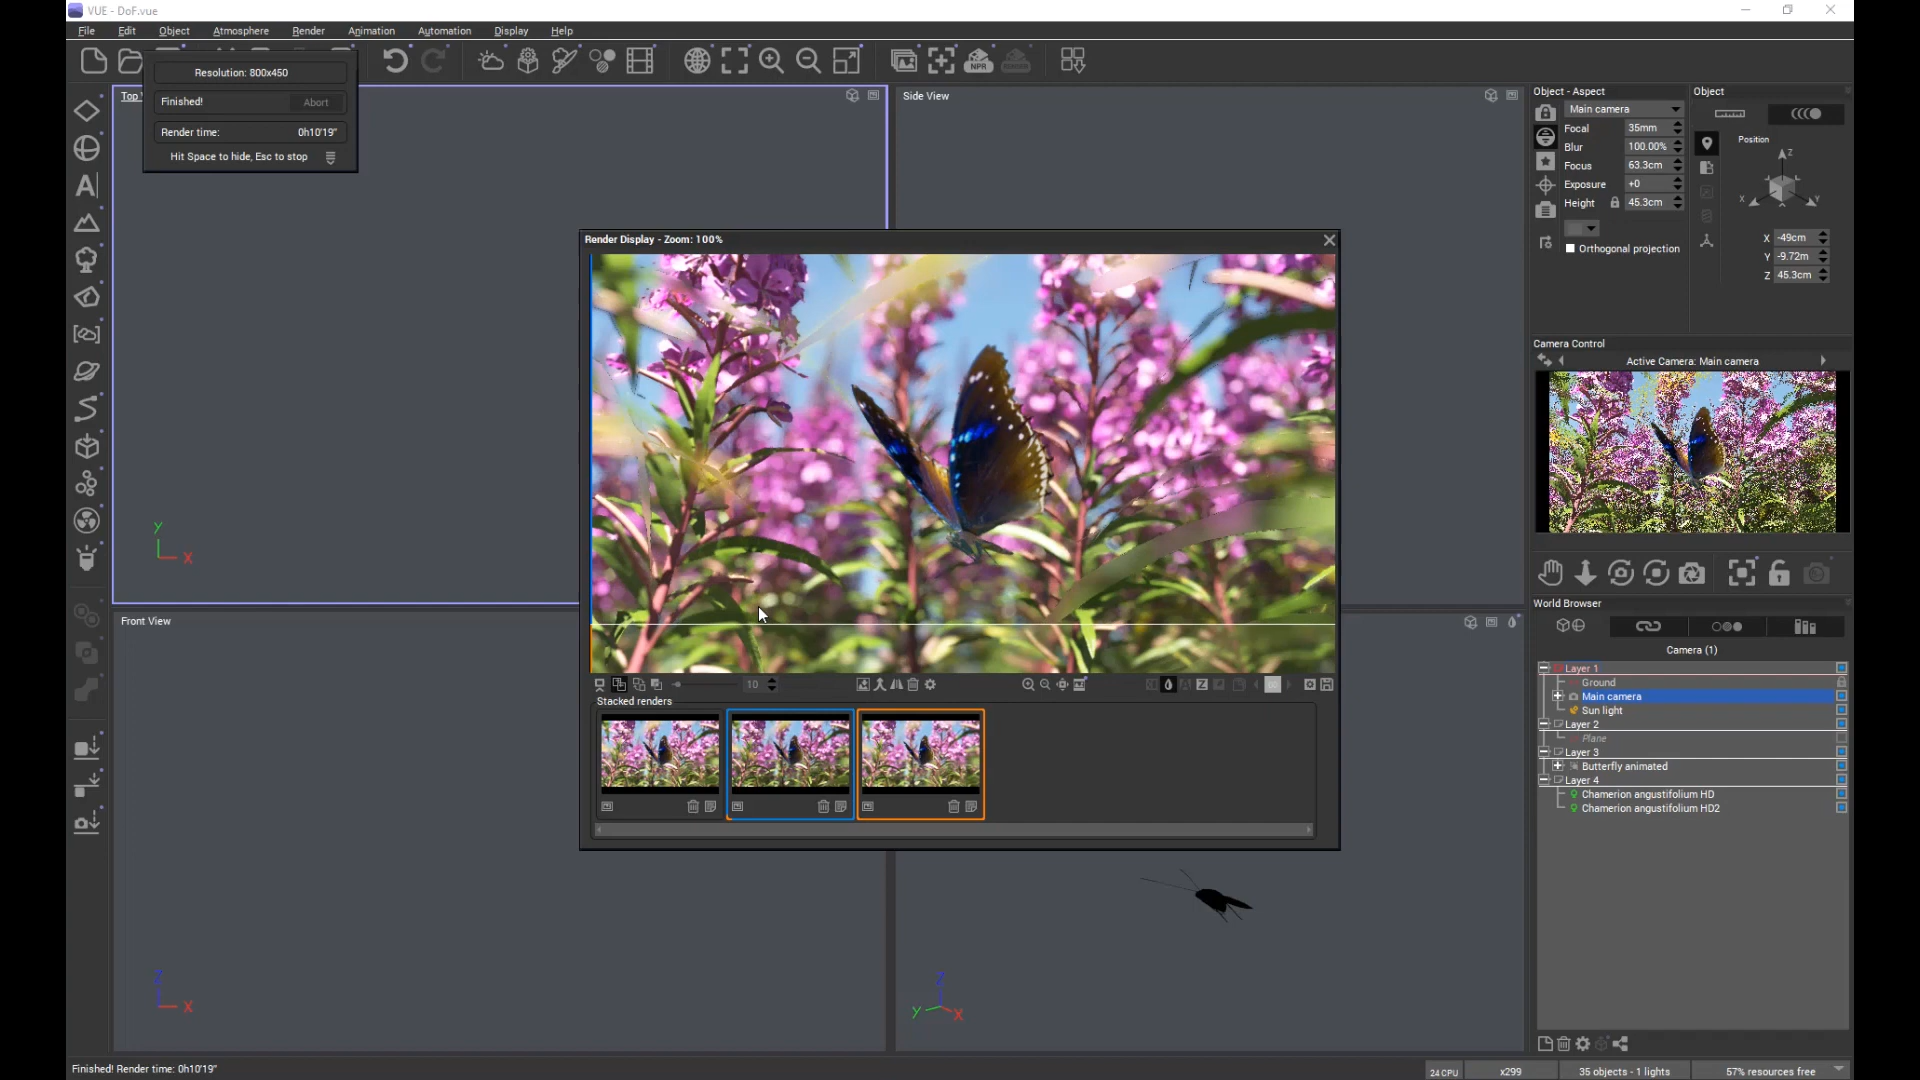 VUE - DoF.vue
File Edit Object Atmosphere Render Animation Automation Display Help
NPR
Resolution: 800x450
Finished! Abort
Render time: 0h10'19"
Hit Space to hide, Esc to stop
Top
Side View
Front View
Y
X
Z
X
Z
Y
X
Render Display - Zoom: 100%
10
Z
Stacked renders
Object - Aspect
Main camera
Focal 35mm
Blur 100.00%
Focus 63.3cm
Exposure +0
Height 45.3cm
Orthogonal projection
Object
Position
Z
X
Y
X -49cm
Y -9.72m
Z 45.3cm
Camera Control
Active Camera: Main camera
World Browser
Camera (1)
Layer 1
Ground
Main camera
Sun light
Layer 2
Plane
Layer 3
Butterfly animated
Layer 4
Chamerion angustifolium HD
Chamerion angustifolium HD2
Finished! Render time: 0h10'19"
24 CPU x299 35 objects - 1 lights 57% resources free